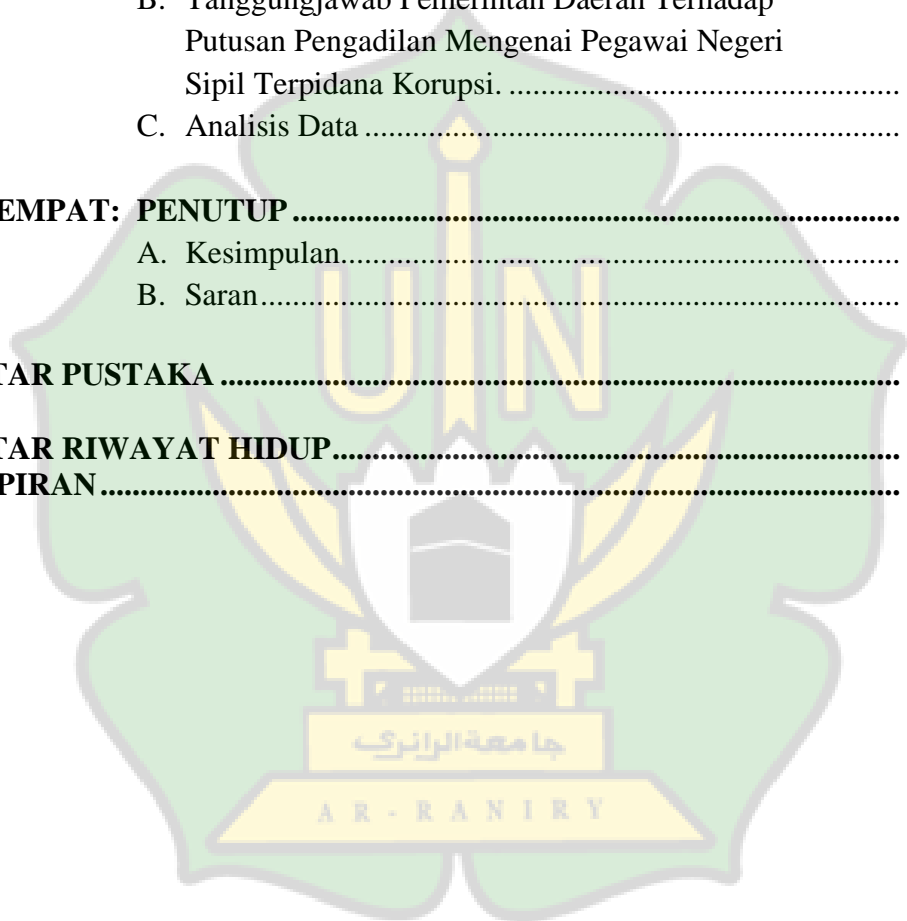 B. Tanggungjawab Pemerintah Daerah Terhadap
Putusan Pengadilan Mengenai Pegawai Negeri
Sipil Terpidana Korupsi. .................................................
C. Analisis Data ...................................................................
EMPAT: PENUTUP ............................................................................
A. Kesimpulan......................................................................
B. Saran................................................................................
TAR PUSTAKA .....................................................................................
TAR RIWAYAT HIDUP.......................................................................
PIRAN....................................................................................................
UIN
جامعة الرانري
AR-RANIRY